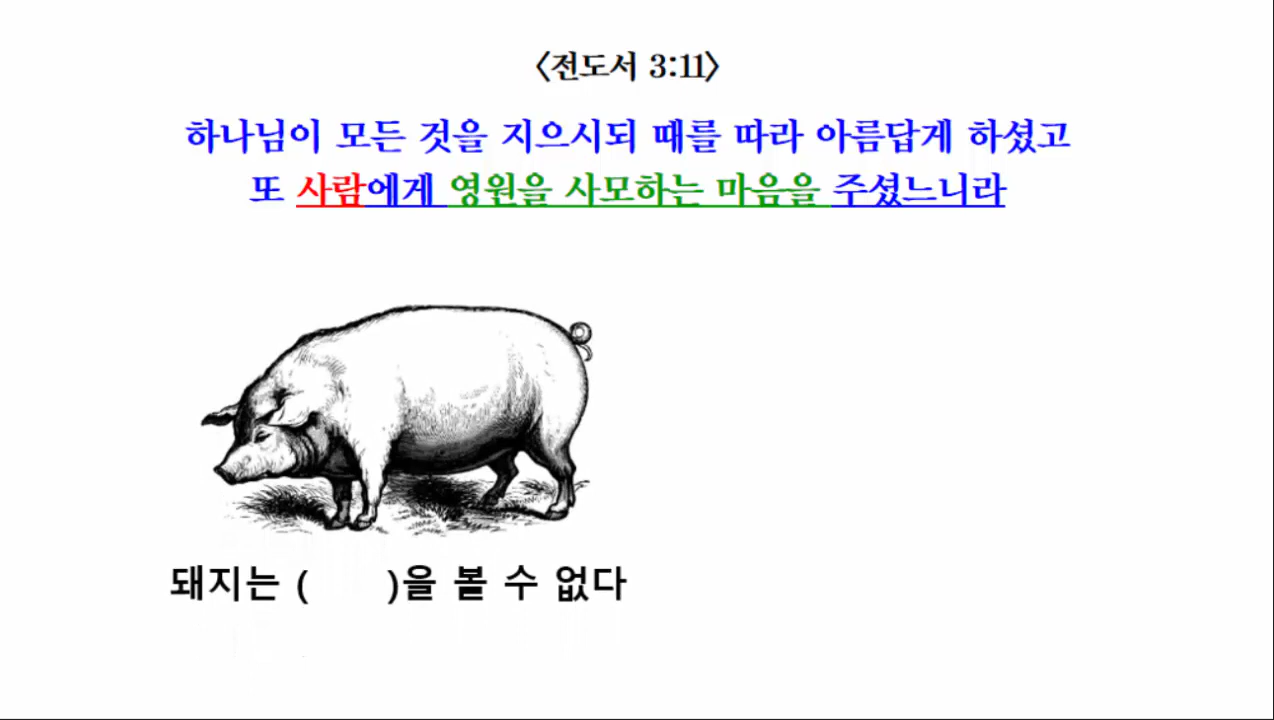 〈전도서 3:11〉
하나님이 모든 것을 지으시되 때를 따라 아름답게 하셨고
또 사람에게 영원을 사모하는 마음을 주셨느니라
돼지는 (    )을 볼 수 없다